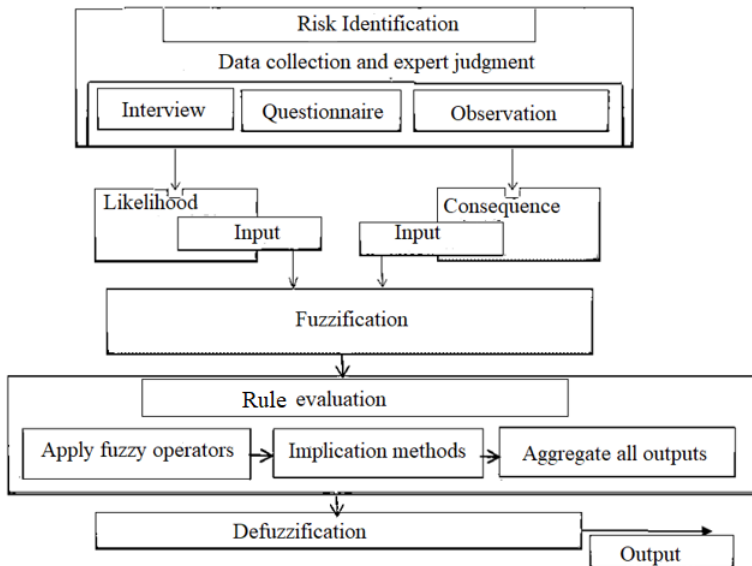 Risk Identification
Data collection and expert judgment
Interview
Questionnaire
Observation
Likelihood
Consequence
Input
Input
Fuzzification
Rule evaluation
Apply fuzzy operators
Implication methods
Aggregate all outputs
Defuzzification
Output